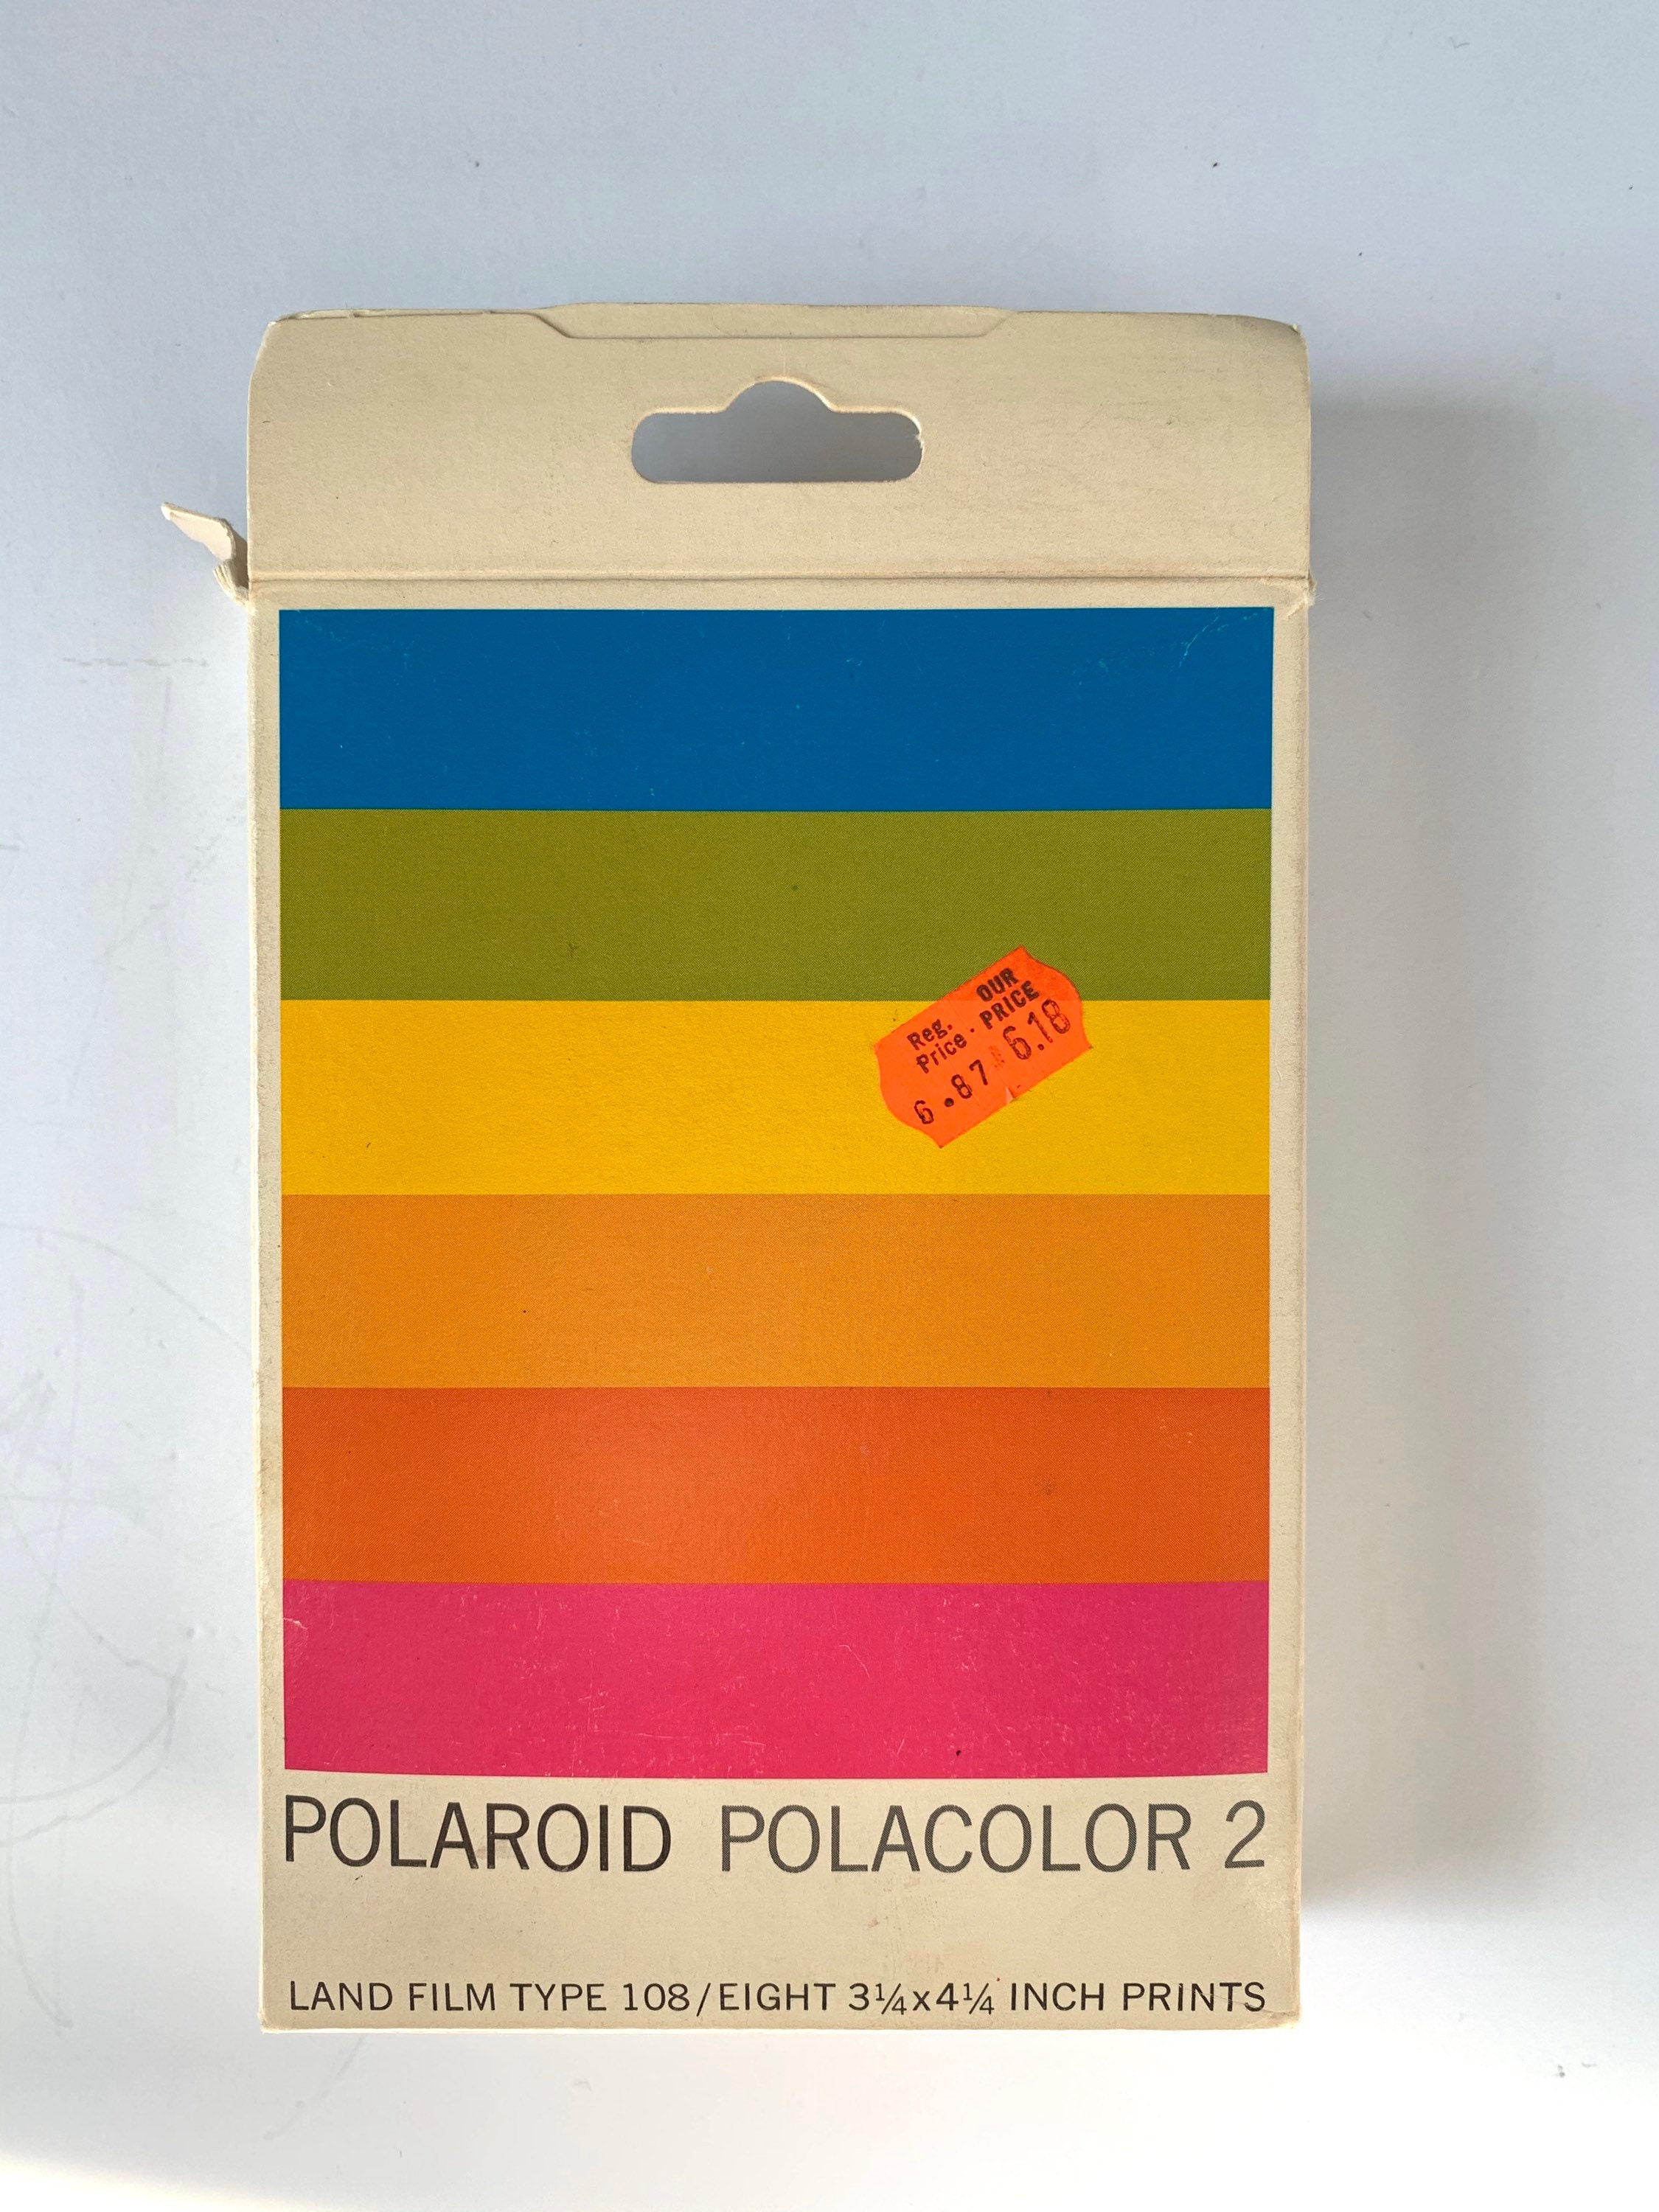 Reg. OUR
Price. PRICE
6.87 6.18
POLAROID POLACOLOR 2
LAND FILM TYPE 108/EIGHT 3¼x4¼ INCH PRINTS